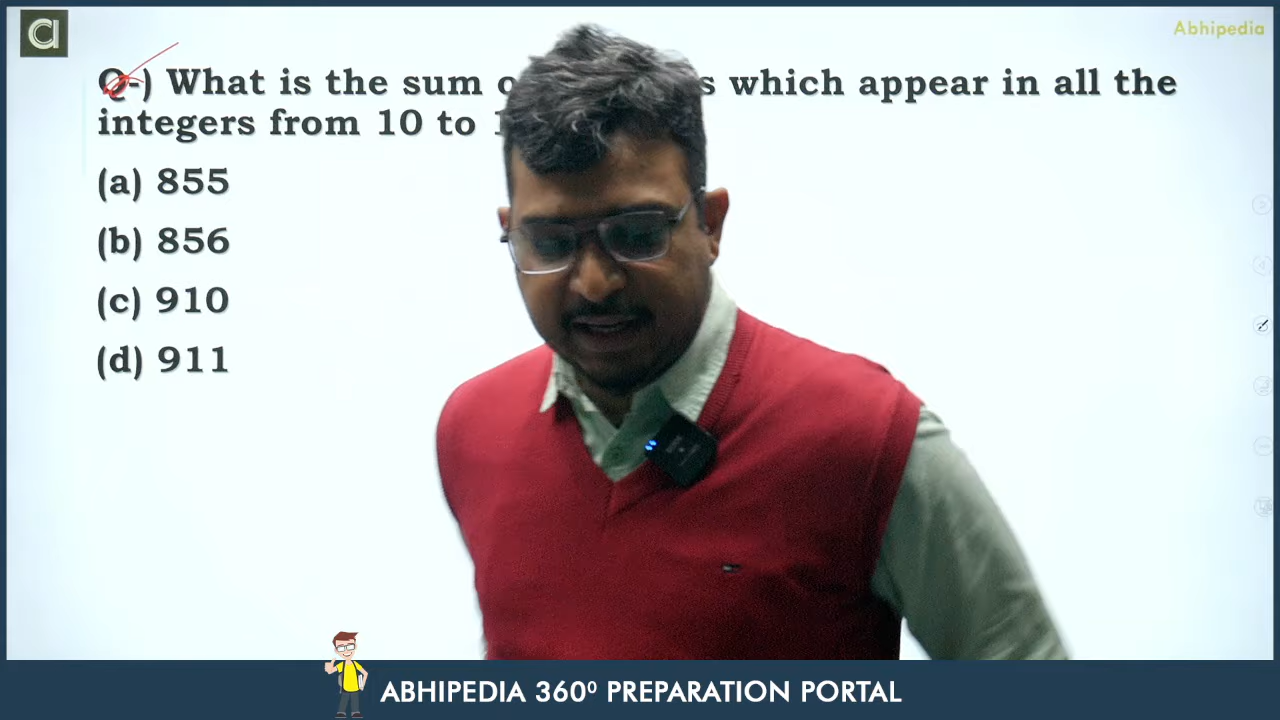 Abhipedia
Q-) What is the sum which appear in all the
integers from 10 to
(a) 855
(b) 856
(c) 910
(d) 911
ABHIPEDIA 360⁰ PREPARATION PORTAL